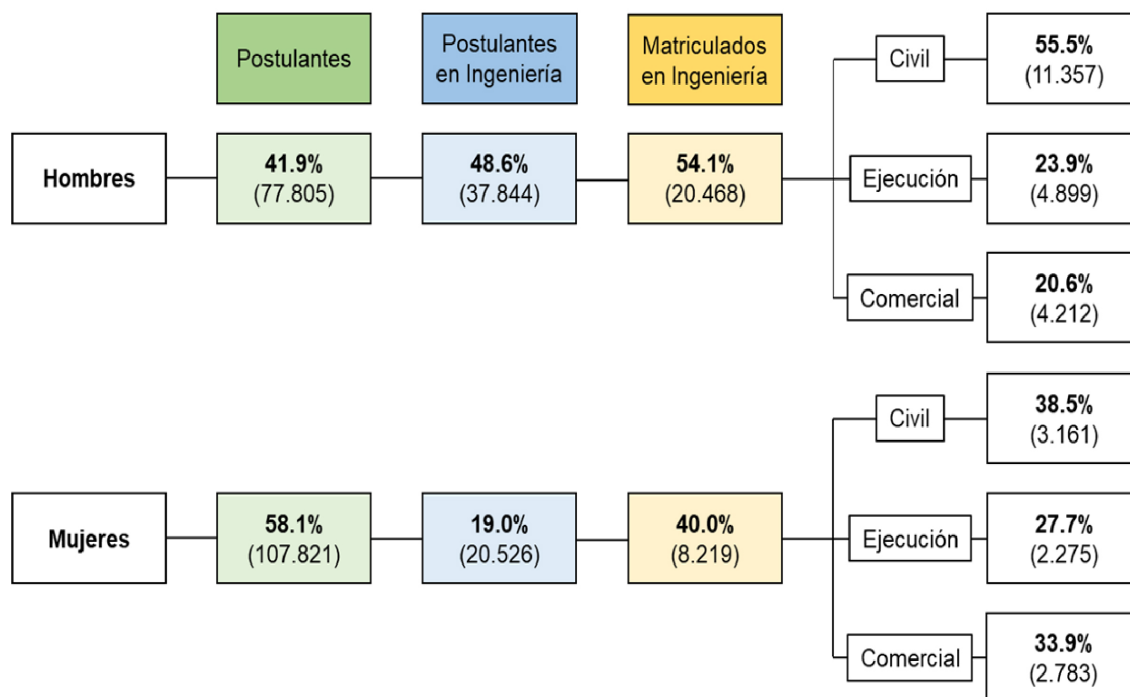 Postulantes
Postulantes
en Ingeniería
Matriculados
en Ingeniería
Hombres
41.9%
(77.805)
48.6%
(37.844)
54.1%
(20.468)
Civil
55.5%
(11.357)
Ejecución
23.9%
(4.899)
Comercial
20.6%
(4.212)
Mujeres
58.1%
(107.821)
19.0%
(20.526)
40.0%
(8.219)
Civil
38.5%
(3.161)
Ejecución
27.7%
(2.275)
Comercial
33.9%
(2.783)